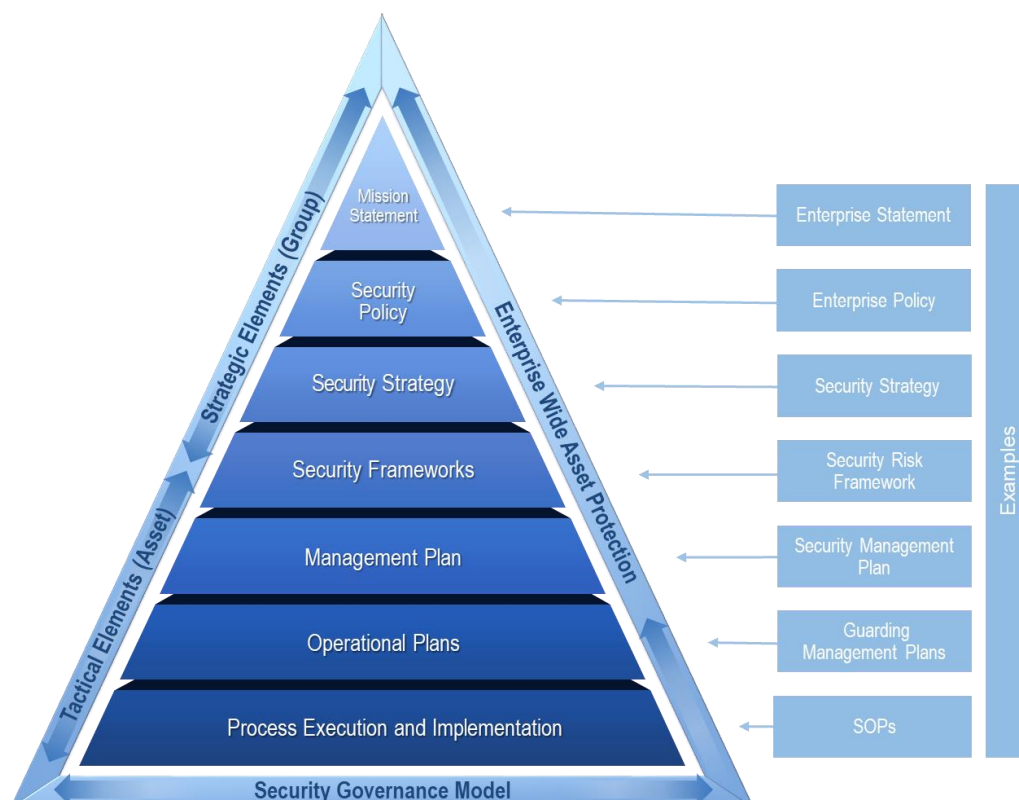 Mission
Statement
Security
Policy
Security Strategy
Security Frameworks
Management Plan
Operational Plans
Process Execution and Implementation
Strategic Elements (Group)
Tactical Elements (Asset)
Enterprise Wide Asset Protection
Security Governance Model
Enterprise Statement
Enterprise Policy
Security Strategy
Security Risk
Framework
Security Management
Plan
Guarding
Management Plans
SOPs
Examples